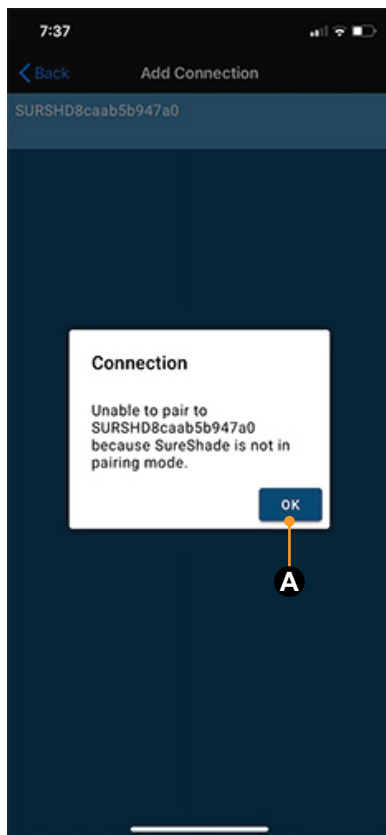 7:37
Back Add Connection
SURSHD8caab5b947a0
Connection
Unable to pair to
SURSHD8caab5b947a0
because SureShade is not in
pairing mode.
OK
A